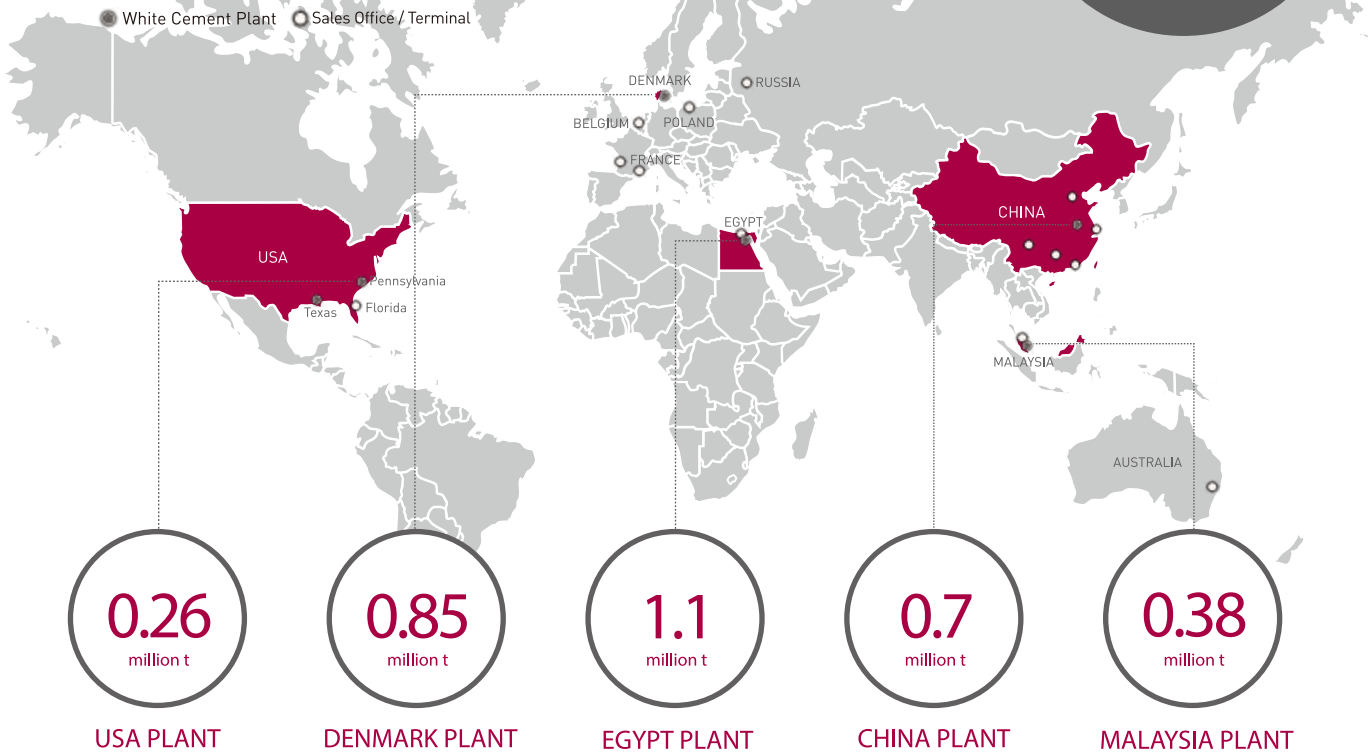 White Cement Plant
Sales Office / Terminal
DENMARK
RUSSIA
BELGIUM
POLAND
FRANCE
EGYPT
CHINA
USA
Pennsylvania
Texas
Florida
MALAYSIA
AUSTRALIA
0.26
million t
USA PLANT
0.85
million t
DENMARK PLANT
1.1
million t
EGYPT PLANT
0.7
million t
CHINA PLANT
0.38
million t
MALAYSIA PLANT